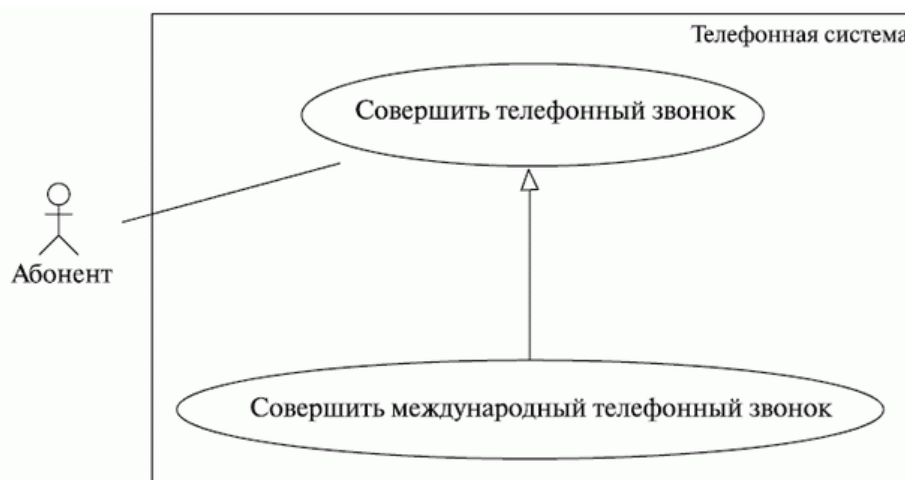 Телефонная система
Совершить телефонный звонок
Абонент
Совершить международный телефонный звонок